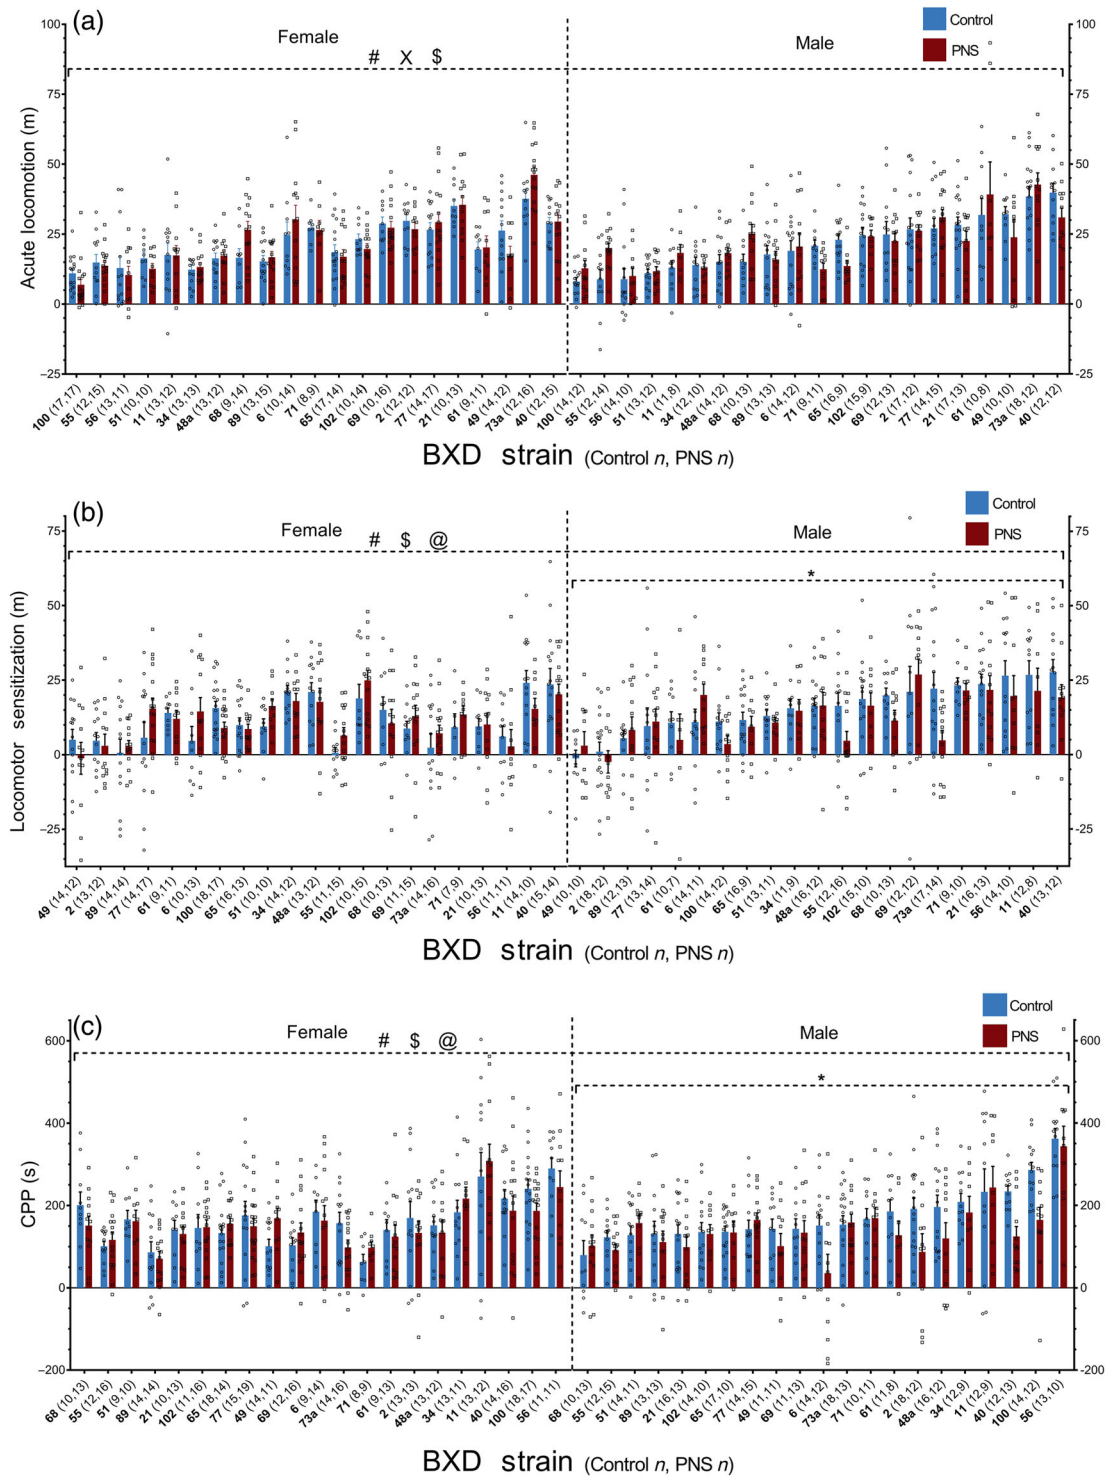 (a)
Female
# X $
Male
Control
PNS
Acute locomotion (m)
100
75
50
25
0
−25
100
75
50
25
0
-25
100 (17,17) 55 (12,15) 56 (13,11) 51 (10,10) 11 (13,12) 34 (13,13) 48a (13,12) 68 (9,14) 89 (13,15) 6 (10,14) 71 (8,9) 65 (17,14) 102 (10,14) 69 (10,16) 2 (12,12) 77 (14,17) 21 (10,13) 61 (9,11) 49 (14,12) 73a (12,16) 40 (12,15)
100 (14,12) 55 (12,14) 56 (14,10) 51 (13,12) 11 (11,8) 34 (12,10) 48a (14,12) 68 (10,13) 89 (13,13) 6 (14,12) 71 (9,11) 65 (16,9) 102 (15,9) 69 (12,13) 2 (17,12) 77 (14,15) 21 (17,13) 61 (10,8) 49 (10,10) 73a (18,12) 40 (12,12)
BXD strain (Control n, PNS n)
(b)
Female
# $ @
Male
*
Control
PNS
Locomotor sensitization (m)
75
50
25
0
−25
75
50
25
0
-25
49 (14,12) 2 (13,12) 89 (14,14) 77 (14,17) 61 (9,11) 6 (10,13) 100 (18,17) 65 (16,13) 51 (10,10) 34 (14,12) 48a (13,12) 55 (11,15) 102 (10,15) 68 (10,13) 69 (11,15) 73a (14,16) 71 (7,9) 21 (10,13) 56 (11,11) 11 (14,10) 40 (15,14)
49 (10,10) 2 (18,12) 89 (12,13) 77 (13,14) 61 (10,7) 6 (14,11) 100 (14,12) 65 (16,9) 51 (13,11) 34 (11,9) 48a (16,12) 55 (12,16) 102 (15,10) 68 (10,13) 69 (12,12) 73a (17,14) 71 (9,10) 21 (16,13) 56 (14,10) 11 (12,8) 40 (13,12)
BXD strain (Control n, PNS n)
(c)
Female
# $ @
Male
*
Control
PNS
CPP (s)
600
400
200
0
−200
600
400
200
0
-200
68 (10,13) 55 (12,16) 51 (9,10) 89 (14,14) 21 (10,13) 102 (11,16) 65 (18,14) 77 (15,19) 49 (14,11) 69 (12,16) 6 (9,14) 73a (14,16) 71 (8,9) 61 (9,13) 2 (13,13) 48a (13,12) 34 (13,11) 11 (13,12) 40 (14,16) 100 (18,17) 56 (11,11)
68 (10,13) 55 (12,15) 51 (14,11) 89 (13,13) 21 (16,13) 102 (14,10) 65 (17,10) 77 (14,15) 49 (11,11) 69 (11,13) 6 (14,12) 73a (18,13) 71 (10,11) 61 (11,8) 2 (18,12) 48a (16,12) 34 (12,9) 11 (12,9) 40 (12,13) 100 (14,12) 56 (13,10)
BXD strain (Control n, PNS n)